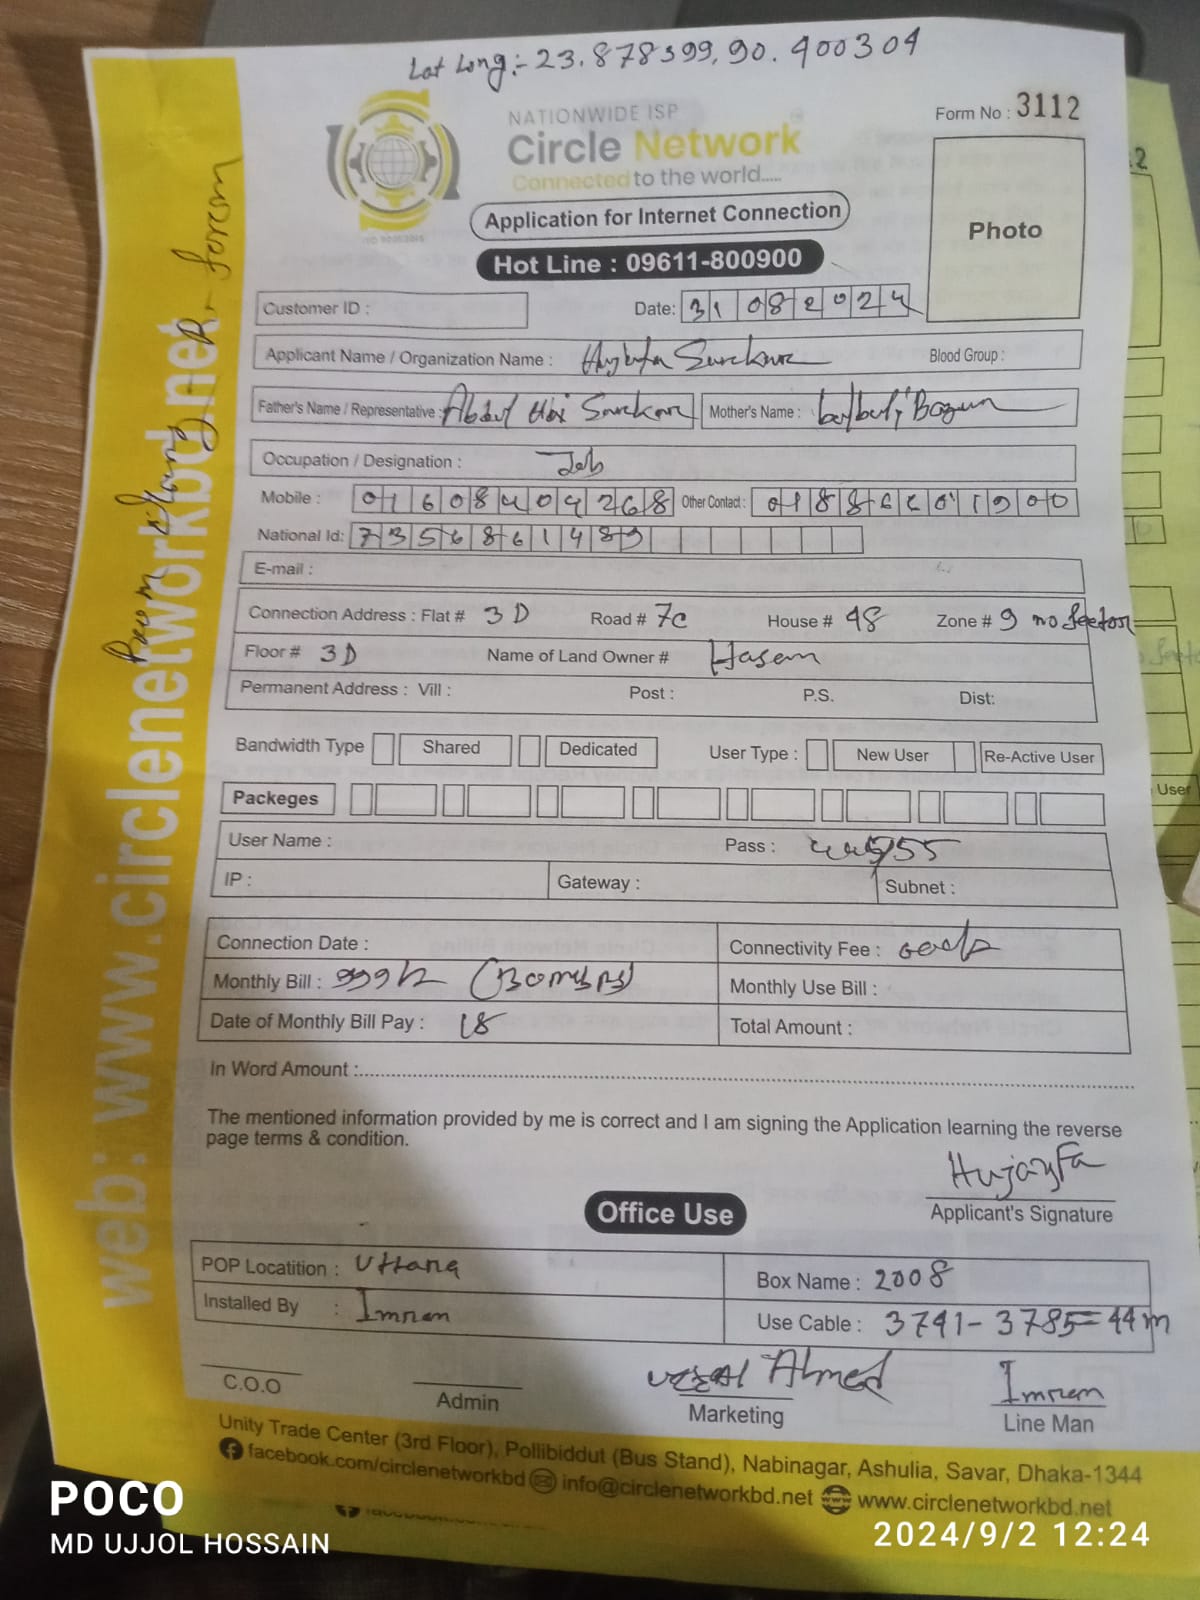 Lat Long:- 23.878399, 90.400304
NATIONWIDE ISP
Circle Network
Connected to the world.....
Form No : 3112
Application for Internet Connection
Photo
Hot Line : 09611-800900
Customer ID :
Date: 31 08 2024
Applicant Name / Organization Name : Sarekar
Blood Group :
Father's Name / Representative : Abdul Hai Sarekar
Mother's Name : Bulbuli Begum
Occupation / Designation : Job
Mobile : 01608404268
Other Contact :
National Id: 7356861489
E-mail :
Connection Address : Flat # 3D Road # 7c House # 48 Zone # 9 no Sector
Floor # 3D Name of Land Owner # Hasan
Permanent Address : Vill : Post : P.S. Dist:
Bandwidth Type Shared Dedicated User Type : New User Re-Active User
Packeges
User Name : Pass :
IP : Gateway : Subnet :
Connection Date : Connectivity Fee :
Monthly Bill : Monthly Use Bill :
Date of Monthly Bill Pay : 18 Total Amount :
In Word Amount :
The mentioned information provided by me is correct and I am signing the Application learning the reverse
page terms & condition.
Hujayfa
Applicant's Signature
Office Use
POP Locatition : Uttara Box Name : 2008
Installed By : Imran Use Cable : 3741-3785=44m
Ahmed Imran
C.O.O Admin Marketing Line Man
Unity Trade Center (3rd Floor), Pollibiddut (Bus Stand), Nabinagar, Ashulia, Savar, Dhaka-1344
facebook.com/circlenetworkbd info@circlenetworkbd.net www.circlenetworkbd.net
web: www.circlenetworkbd.net
POCO
MD UJJOL HOSSAIN
2024/9/2 12:24